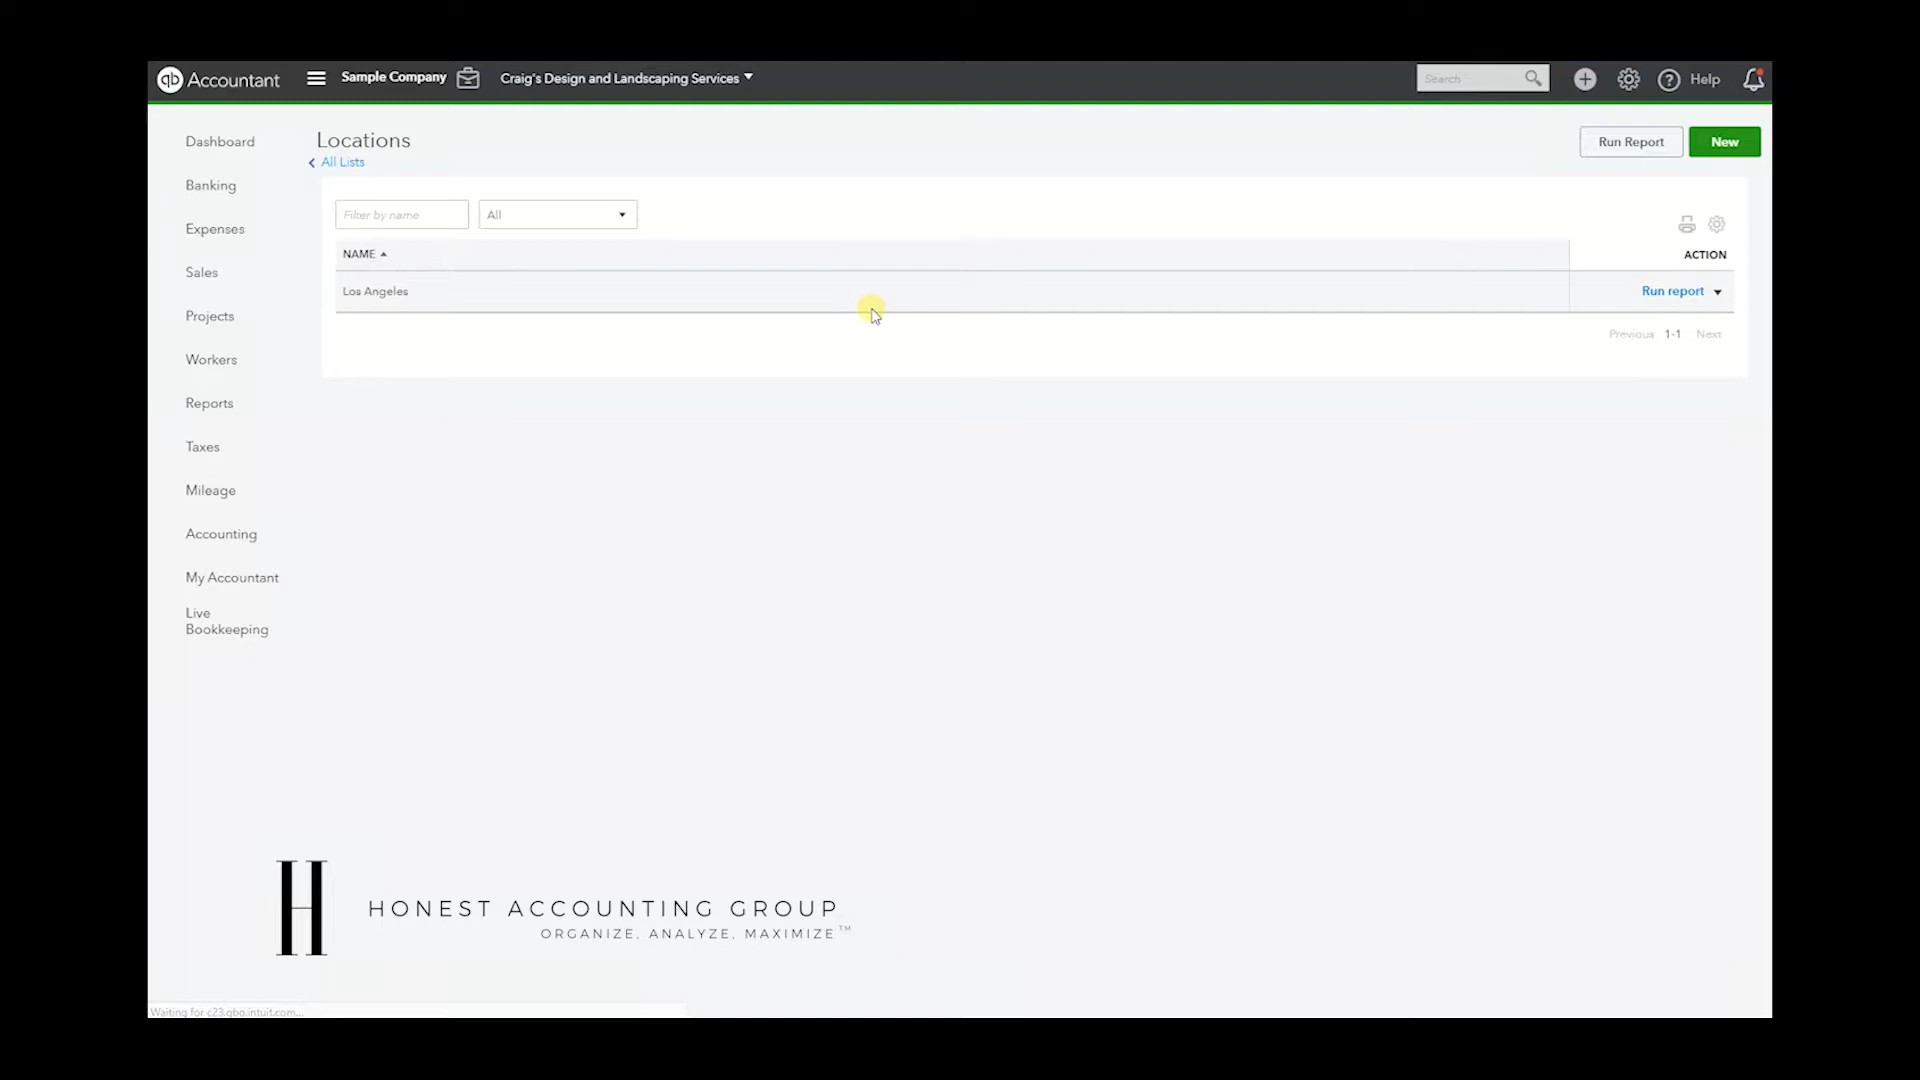 qb Accountant
Sample Company
Craig's Design and Landscaping Services
Search
Help
Dashboard
Banking
Expenses
Sales
Projects
Workers
Reports
Taxes
Mileage
Accounting
My Accountant
Live
Bookkeeping
Locations
All Lists
Run Report
New
Filter by name
All
NAME
ACTION
Los Angeles
Run report
Previous 1-1 Next
H
HONEST ACCOUNTING GROUP
ORGANIZE, ANALYZE, MAXIMIZE™
Waiting for c23.qbo.intuit.com...